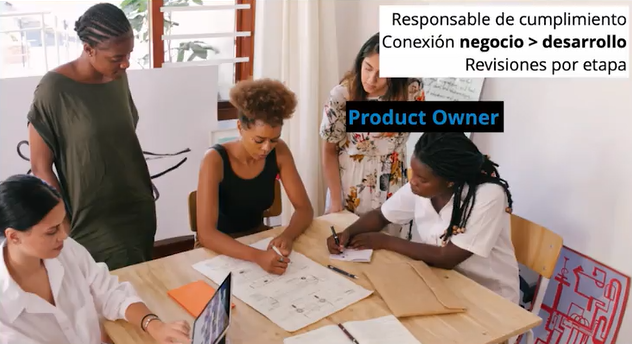 Responsable de cumplimiento
Conexión negocio > desarrollo
Revisiones por etapa
Product Owner